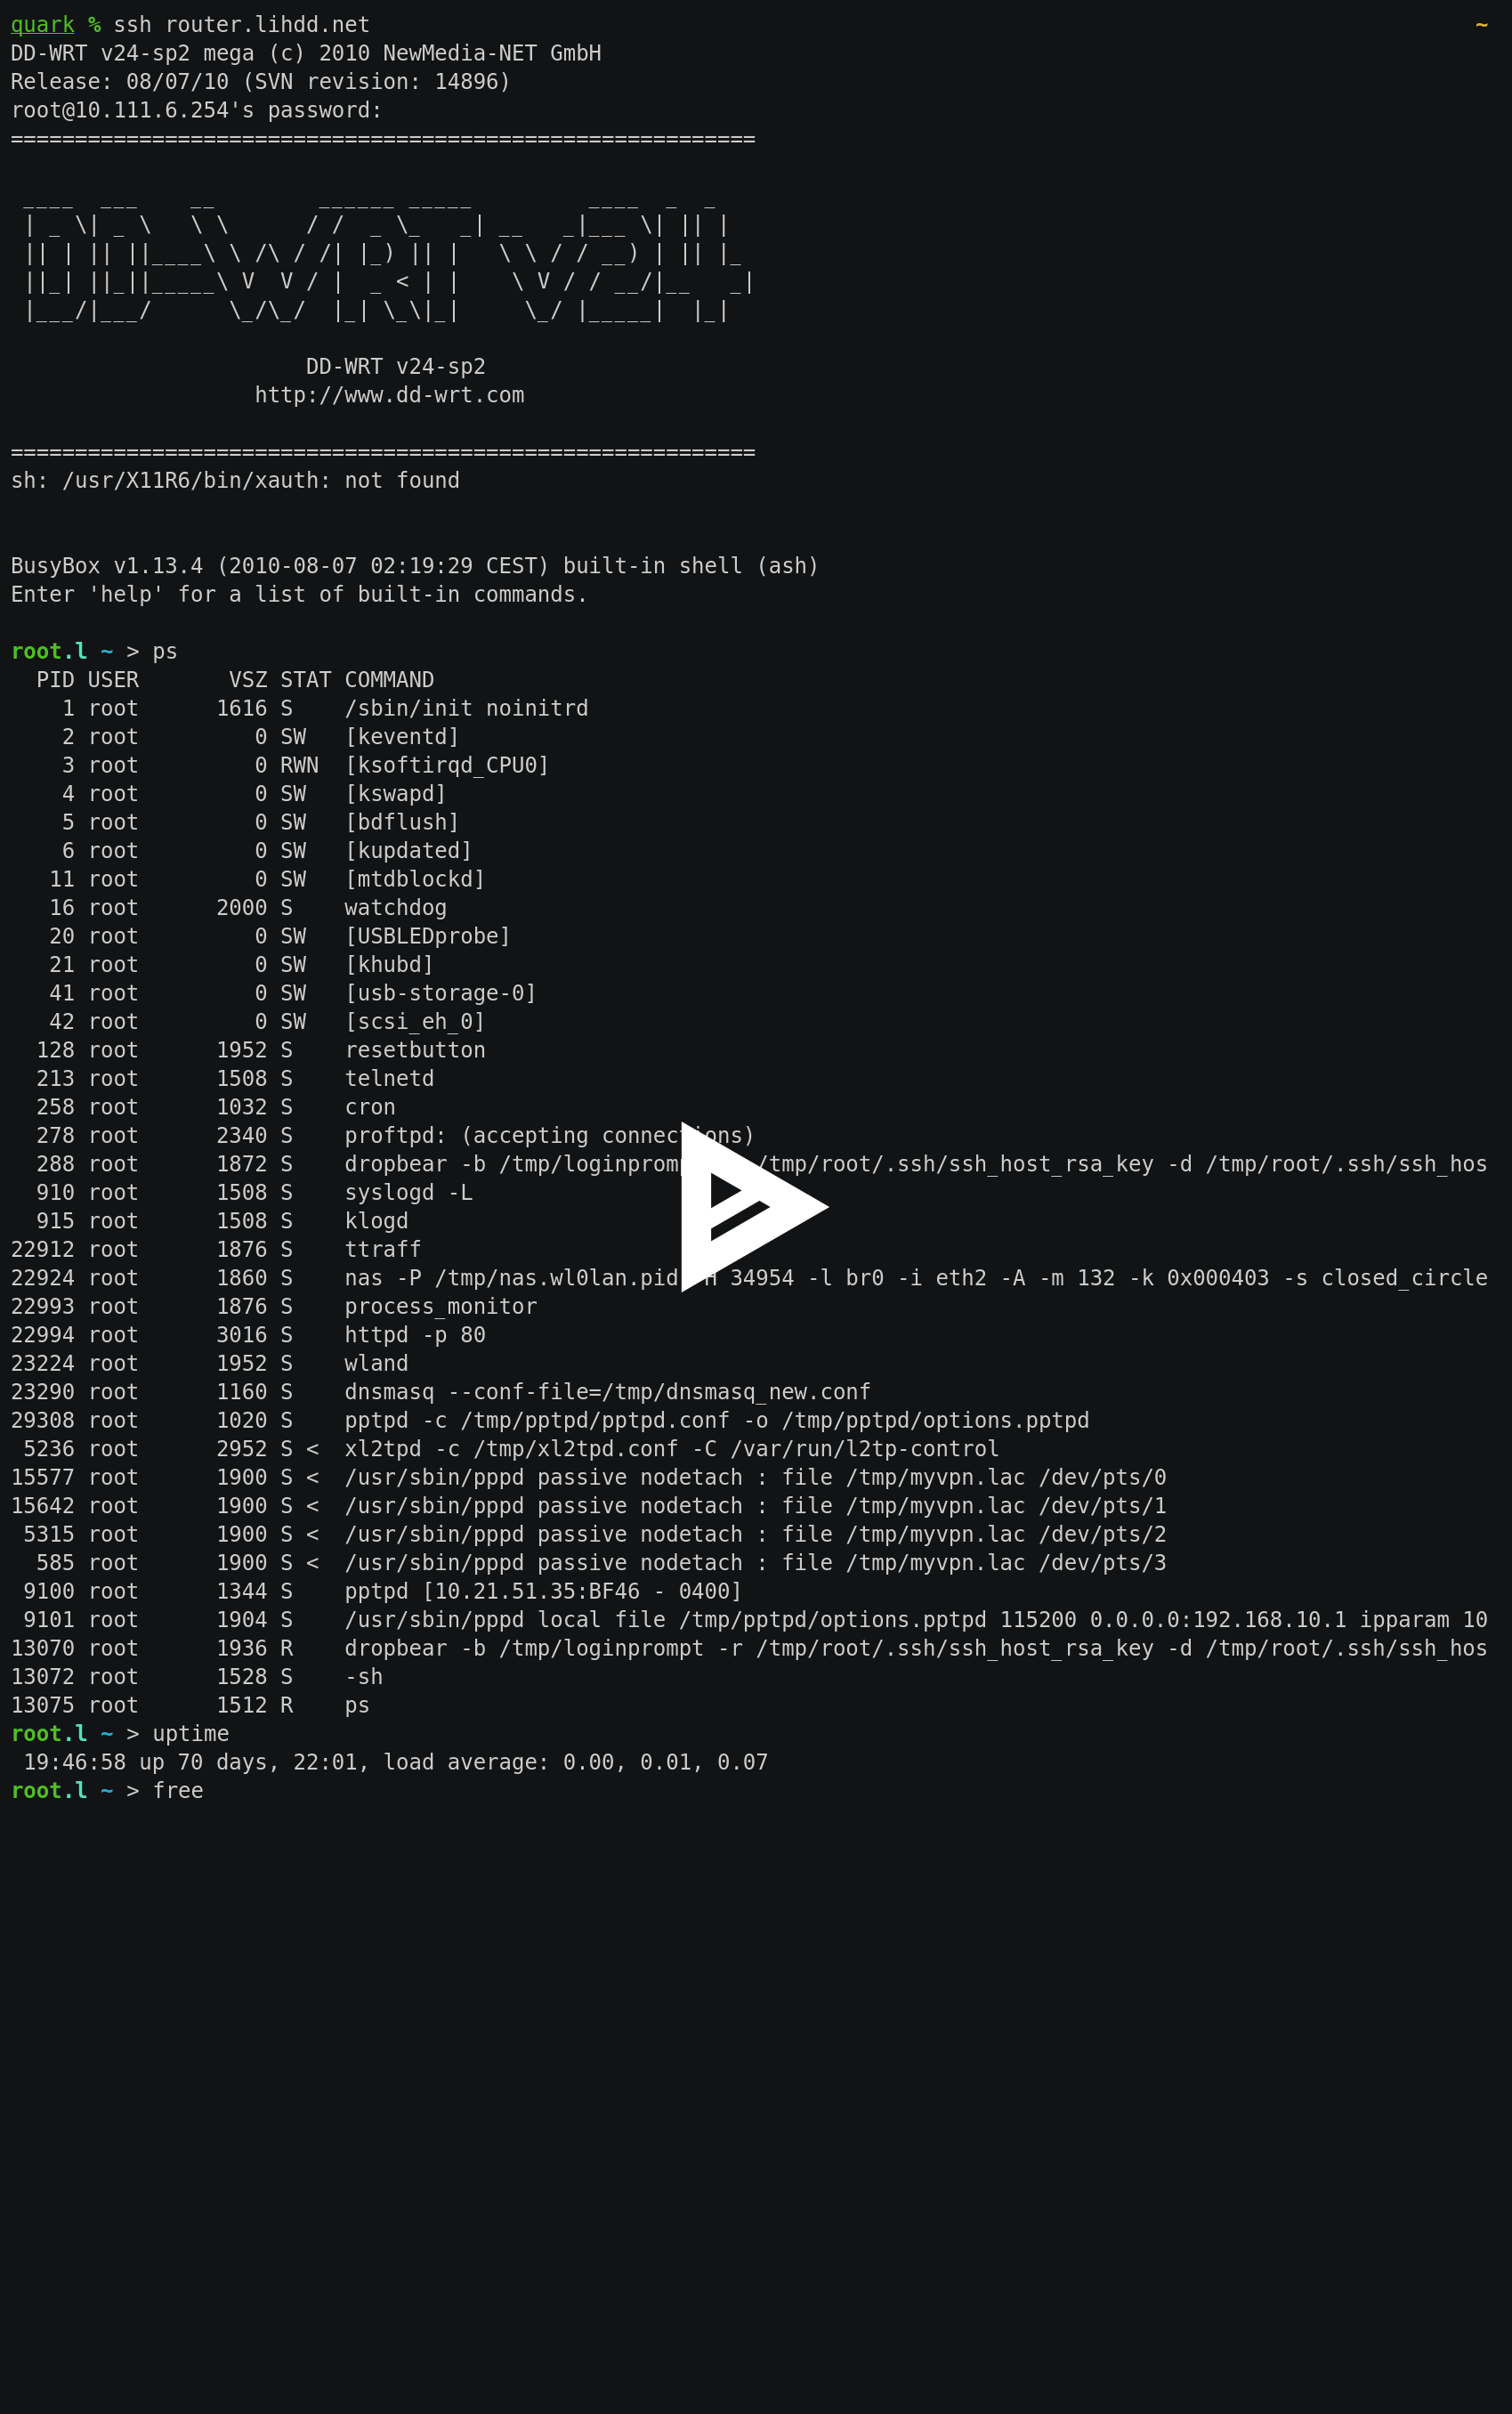 quark % ssh router.lihdd.net ~
DD-WRT v24-sp2 mega (c) 2010 NewMedia-NET GmbH
Release: 08/07/10 (SVN revision: 14896)
root@10.111.6.254's password:
==========================================================

 ____  ___    __        ______ _____         ____  _  _
 | _ \| _ \   \ \      / /  _ \_   _| __   _|___ \| || |
 || | || ||____\ \ /\ / /| |_) || |   \ \ / / __) | || |_
 ||_| ||_||_____\ V  V / |  _ < | |    \ V / / __/|__   _|
 |___/|___/      \_/\_/  |_| \_\|_|     \_/ |_____|  |_|

                       DD-WRT v24-sp2
                   http://www.dd-wrt.com

==========================================================
sh: /usr/X11R6/bin/xauth: not found

BusyBox v1.13.4 (2010-08-07 02:19:29 CEST) built-in shell (ash)
Enter 'help' for a list of built-in commands.

root.l ~ > ps
  PID USER       VSZ STAT COMMAND
    1 root      1616 S    /sbin/init noinitrd
    2 root         0 SW   [keventd]
    3 root         0 RWN  [ksoftirqd_CPU0]
    4 root         0 SW   [kswapd]
    5 root         0 SW   [bdflush]
    6 root         0 SW   [kupdated]
   11 root         0 SW   [mtdblockd]
   16 root      2000 S    watchdog
   20 root         0 SW   [USBLEDprobe]
   21 root         0 SW   [khubd]
   41 root         0 SW   [usb-storage-0]
   42 root         0 SW   [scsi_eh_0]
  128 root      1952 S    resetbutton
  213 root      1508 S    telnetd
  258 root      1032 S    cron
  278 root      2340 S    proftpd: (accepting connections)
  288 root      1872 S    dropbear -b /tmp/loginprompt /tmp/root/.ssh/ssh_host_rsa_key -d /tmp/root/.ssh/ssh_hos
  910 root      1508 S    syslogd -L
  915 root      1508 S    klogd
22912 root      1876 S    ttraff
22924 root      1860 S    nas -P /tmp/nas.wl0lan.pid -H 34954 -l br0 -i eth2 -A -m 132 -k 0x000403 -s closed_circle
22993 root      1876 S    process_monitor
22994 root      3016 S    httpd -p 80
23224 root      1952 S    wland
23290 root      1160 S    dnsmasq --conf-file=/tmp/dnsmasq_new.conf
29308 root      1020 S    pptpd -c /tmp/pptpd/pptpd.conf -o /tmp/pptpd/options.pptpd
 5236 root      2952 S <  xl2tpd -c /tmp/xl2tpd.conf -C /var/run/l2tp-control
15577 root      1900 S <  /usr/sbin/pppd passive nodetach : file /tmp/myvpn.lac /dev/pts/0
15642 root      1900 S <  /usr/sbin/pppd passive nodetach : file /tmp/myvpn.lac /dev/pts/1
 5315 root      1900 S <  /usr/sbin/pppd passive nodetach : file /tmp/myvpn.lac /dev/pts/2
  585 root      1900 S <  /usr/sbin/pppd passive nodetach : file /tmp/myvpn.lac /dev/pts/3
 9100 root      1344 S    pptpd [10.21.51.35:BF46 - 0400]
 9101 root      1904 S    /usr/sbin/pppd local file /tmp/pptpd/options.pptpd 115200 0.0.0.0:192.168.10.1 ipparam 10
13070 root      1936 R    dropbear -b /tmp/loginprompt -r /tmp/root/.ssh/ssh_host_rsa_key -d /tmp/root/.ssh/ssh_hos
13072 root      1528 S    -sh
13075 root      1512 R    ps
root.l ~ > uptime
 19:46:58 up 70 days, 22:01, load average: 0.00, 0.01, 0.07
root.l ~ > free